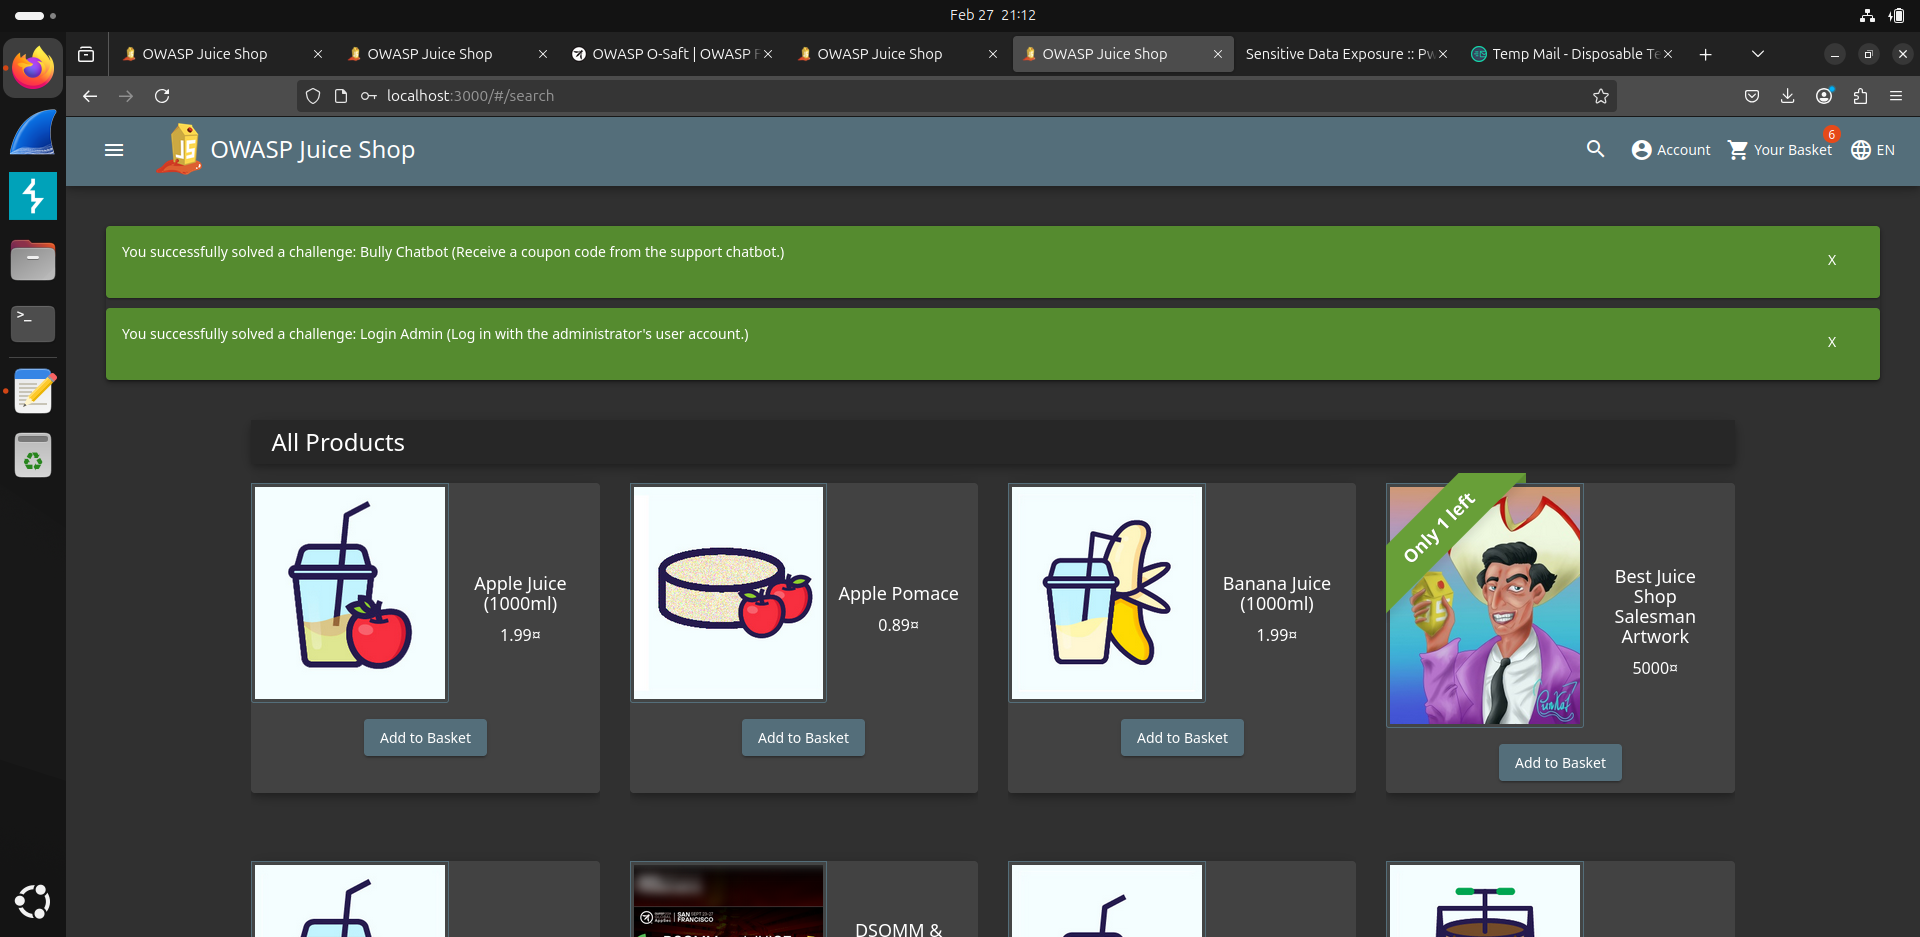 Feb 27 21:12
OWASP Juice Shop
OWASP Juice Shop
OWASP O-Saft | OWASP F
OWASP Juice Shop
OWASP Juice Shop
Sensitive Data Exposure :: Pw
Temp Mail - Disposable Te
localhost:3000/#/search
JS
OWASP Juice Shop
Account
Your Basket
6
EN
You successfully solved a challenge: Bully Chatbot (Receive a coupon code from the support chatbot.)
X
You successfully solved a challenge: Login Admin (Log in with the administrator's user account.)
X
All Products
Apple Juice
(1000ml)
1.99¤
Add to Basket
Apple Pomace
0.89¤
Add to Basket
Banana Juice
(1000ml)
1.99¤
Add to Basket
Only 1 left
Best Juice
Shop
Salesman
Artwork
5000¤
Add to Basket
SAN
FRANCISCO
DSOMM &